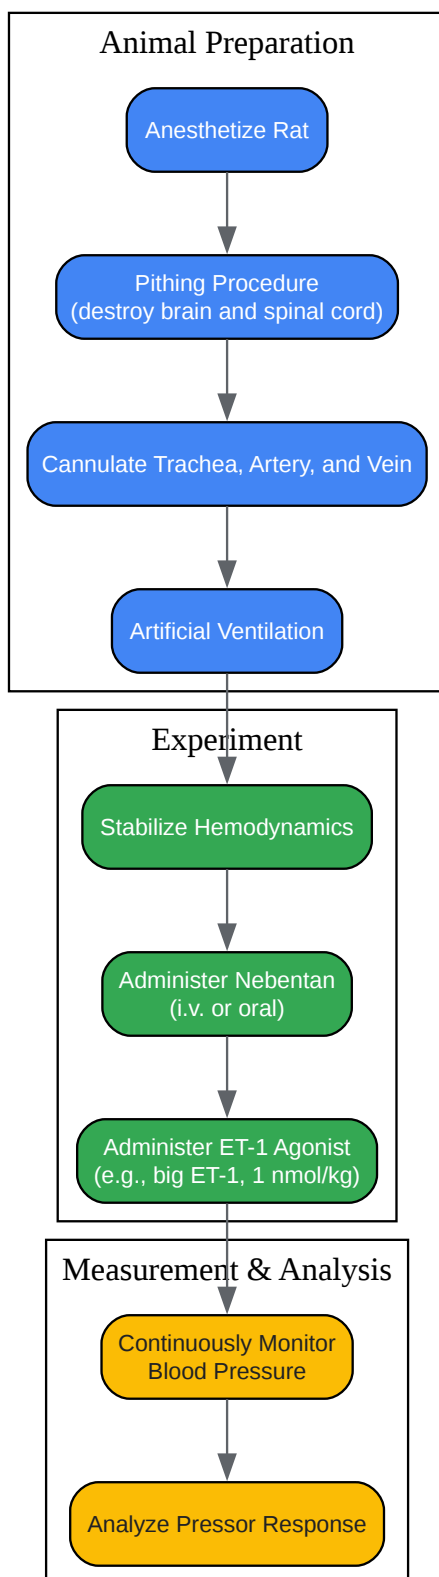 Animal Preparation
Anesthetize Rat
Pithing Procedure
(destroy brain and spinal cord)
Cannulate Trachea, Artery, and Vein
Artificial Ventilation
Experiment
Stabilize Hemodynamics
Administer Nebentan
(i.v. or oral)
Administer ET-1 Agonist
(e.g., big ET-1, 1 nmol/kg)
Measurement & Analysis
Continuously Monitor
Blood Pressure
Analyze Pressor Response